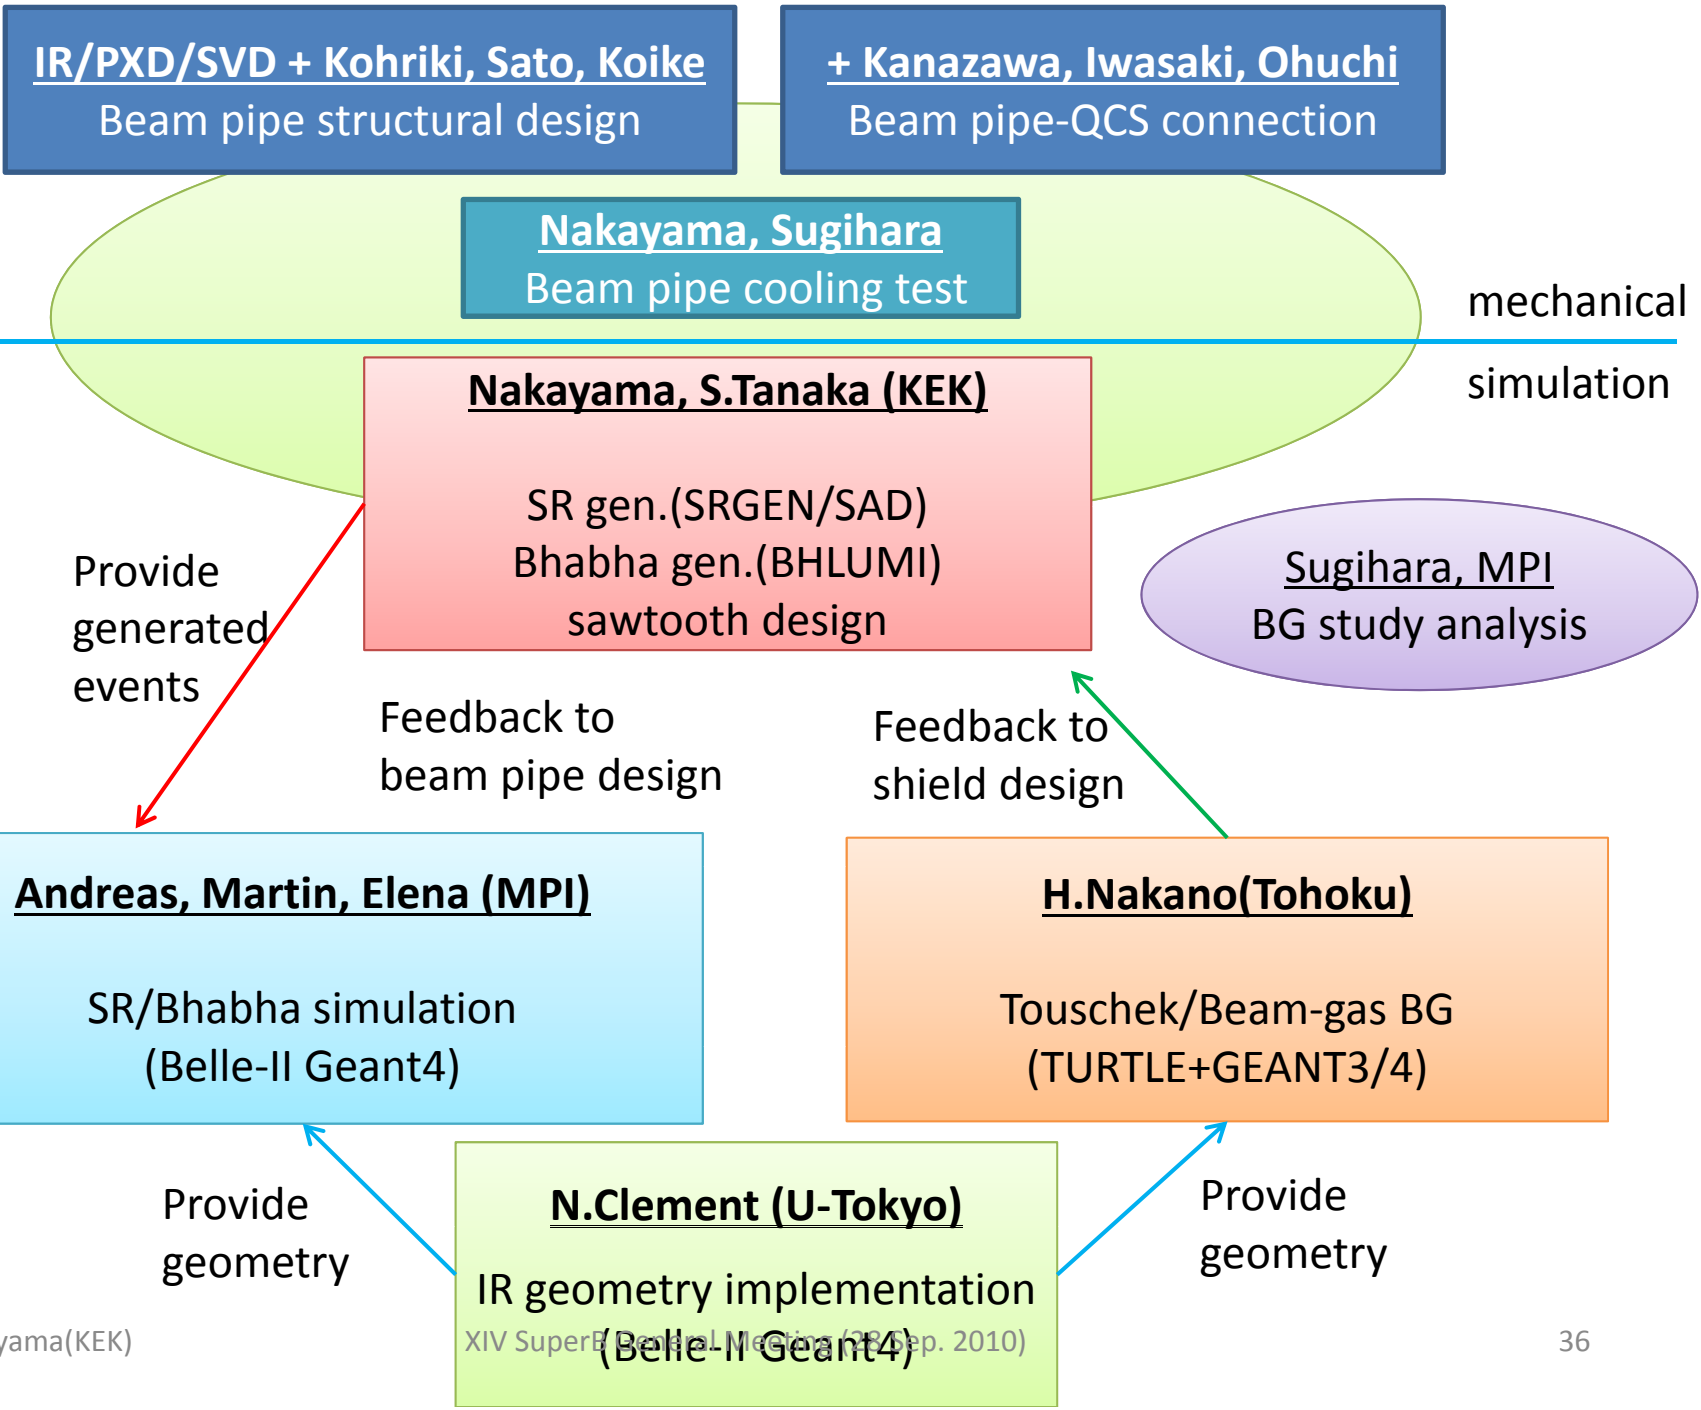 IR/PXD/SVD + Kohriki, Sato, Koike
Beam pipe structural design
+ Kanazawa, Iwasaki, Ohuchi
Beam pipe-QCS connection
Nakayama, Sugihara
Beam pipe cooling test
mechanical
simulation
Nakayama, S.Tanaka (KEK)
SR gen.(SRGEN/SAD)
Bhabha gen.(BHLUMI)
sawtooth design
Provide
generated
events
Sugihara, MPI
BG study analysis
Feedback to
beam pipe design
Feedback to
shield design
Andreas, Martin, Elena (MPI)
SR/Bhabha simulation
(Belle-II Geant4)
H.Nakano(Tohoku)
Touschek/Beam-gas BG
(TURTLE+GEANT3/4)
Provide
geometry
N.Clement (U-Tokyo)
IR geometry implementation
(Belle-II Geant4)
Provide
geometry
yama(KEK)
XIV SuperB General Meeting (28 Sep. 2010)
36